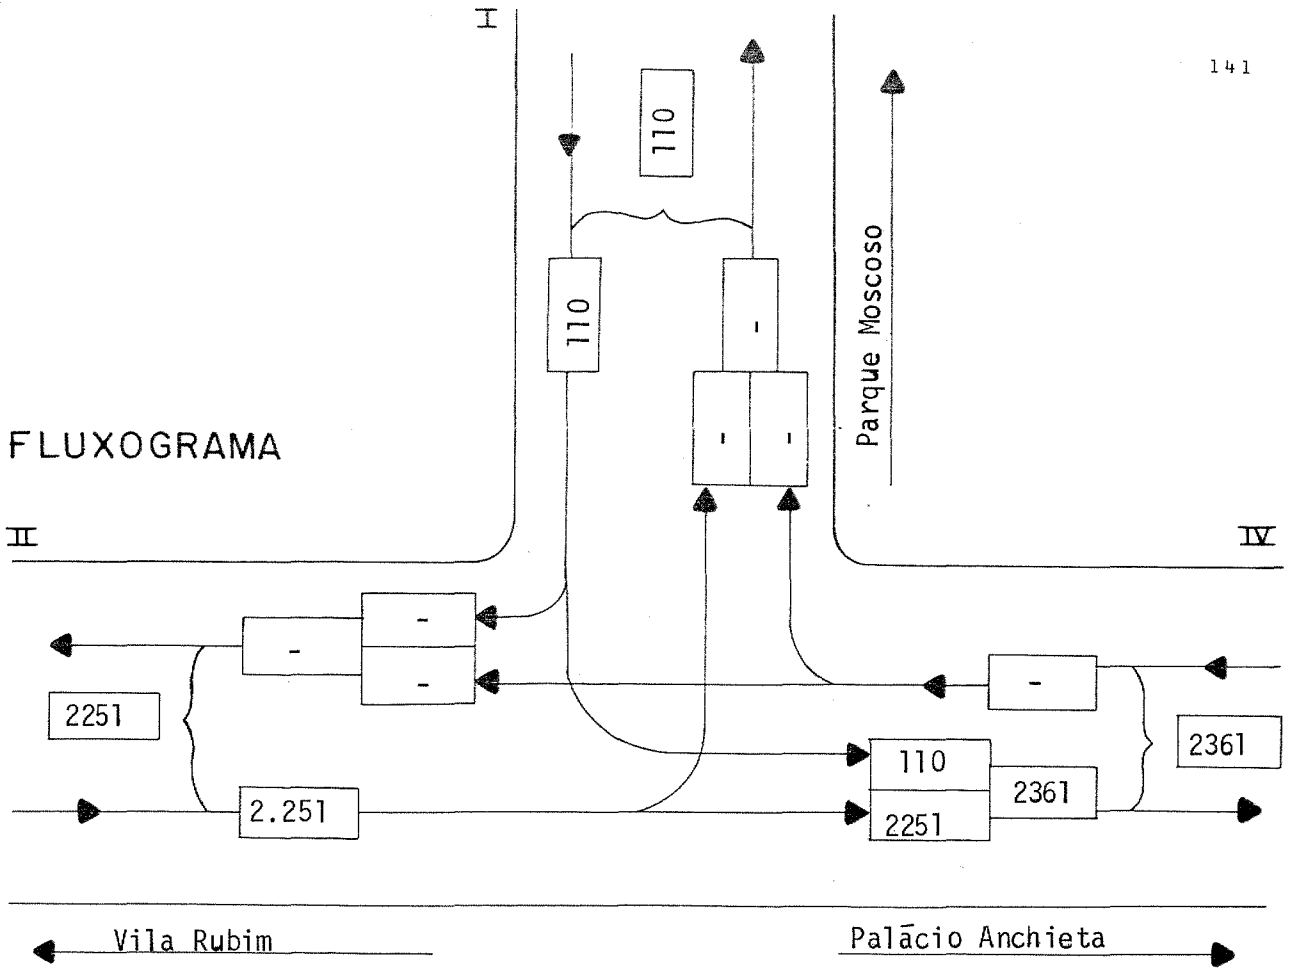 I
141
110
110
-
- -
Parque Moscoso
FLUXOGRAMA
II
IV
-
-
-
-
2251
2361
110
2361
2.251
2251
Vila Rubim
Palácio Anchieta